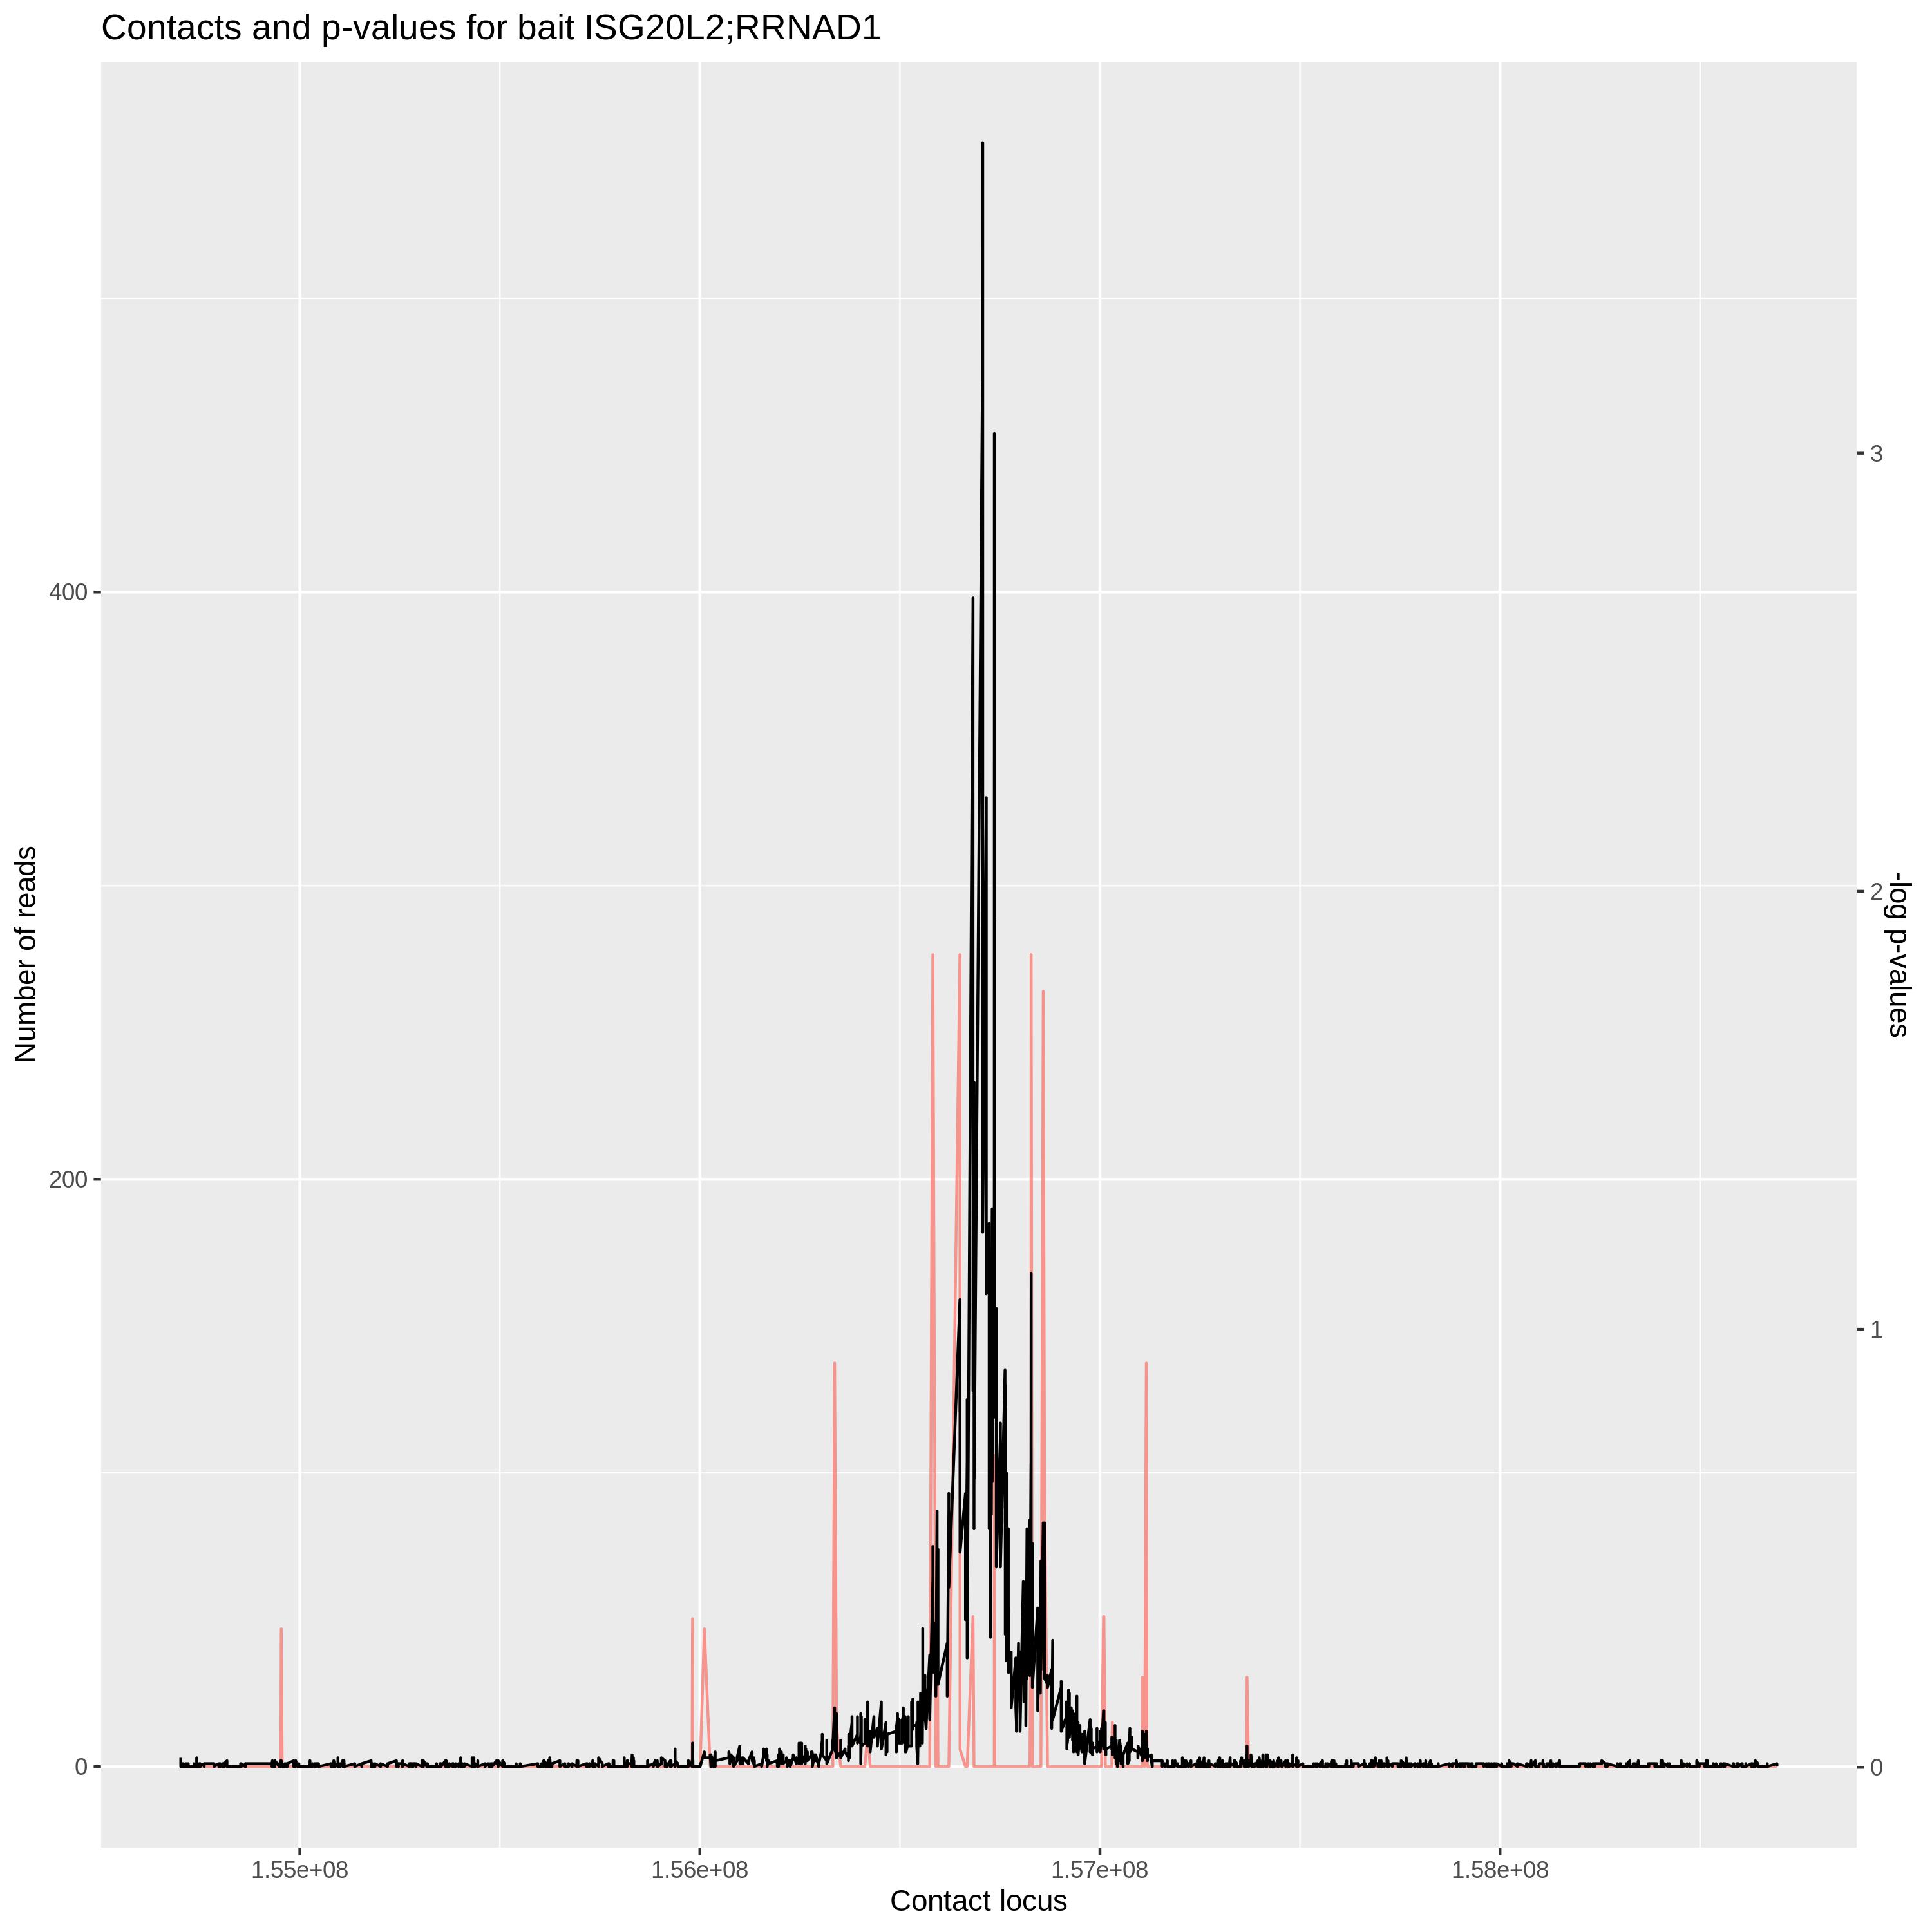 Contacts and p-values for bait ISG20L2;RRNAD1
Number of reads
400
200
0
3
2
1
0
-log p-values
1.55e+08
1.56e+08
1.57e+08
1.58e+08
Contact locus